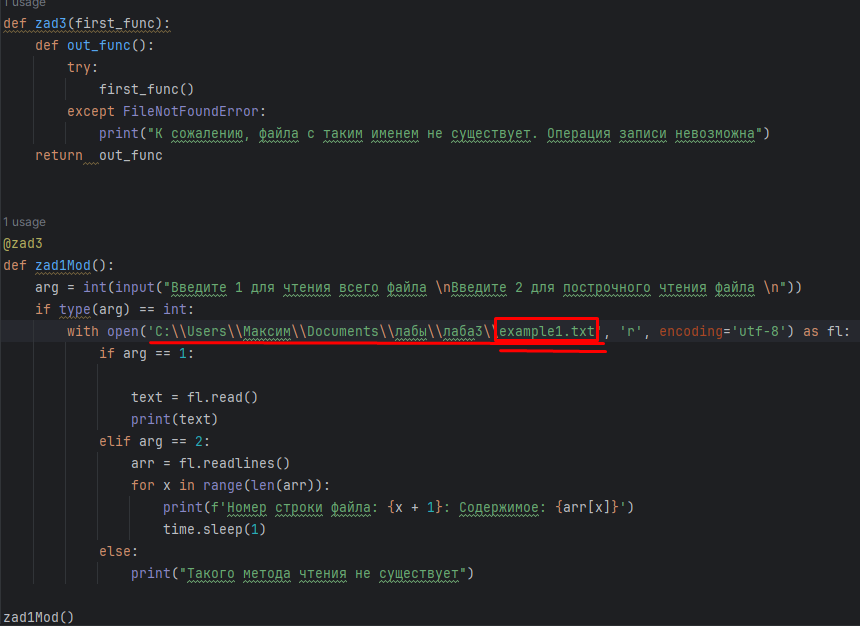 1 usage
def zad3(first_func):
    def out_func():
        try:
            first_func()
        except FileNotFoundError:
            print("К сожалению, файла с таким именем не существует. Операция записи невозможна")
    return  out_func
1 usage
@zad3
def zad1Mod():
    arg = int(input("Введите 1 для чтения всего файла \nВведите 2 для построчного чтения файла \n"))
    if type(arg) == int:
        with open('C:\\Users\\Максим\\Documents\\лабы\\лаба3\\example1.txt', 'r', encoding='utf-8') as fl:
            if arg == 1:
                text = fl.read()
                print(text)
            elif arg == 2:
                arr = fl.readlines()
                for x in range(len(arr)):
                    print(f'Номер строки файла: {x + 1}: Содержимое: {arr[x]}')
                    time.sleep(1)
            else:
                print("Такого метода чтения не существует")
zad1Mod()